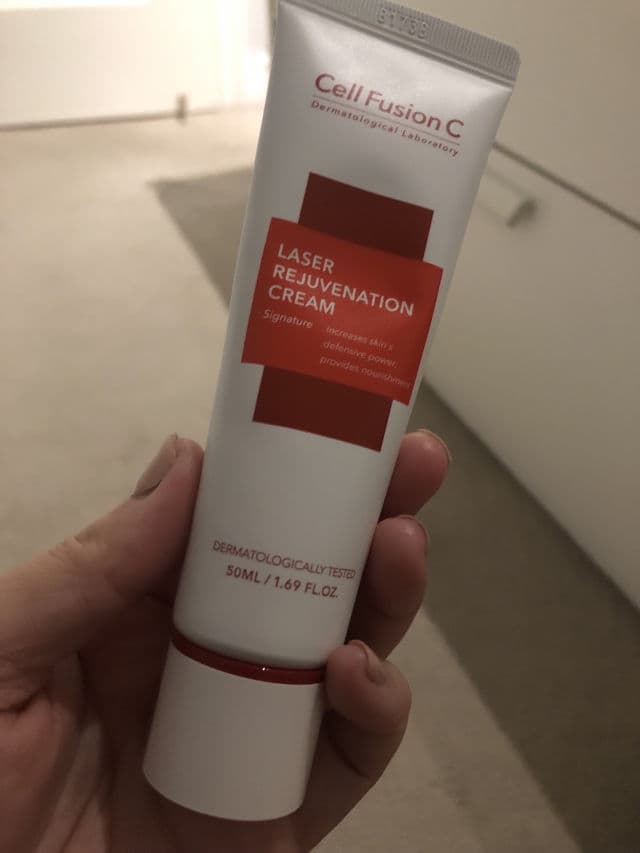 Cell Fusion C
Dermatological Laboratory
LASER
REJUVENATION
CREAM
Signature
Increases skin's
defensive power,
provides nourishment
DERMATOLOGICALLY TESTED
50ML / 1.69 FL.OZ.